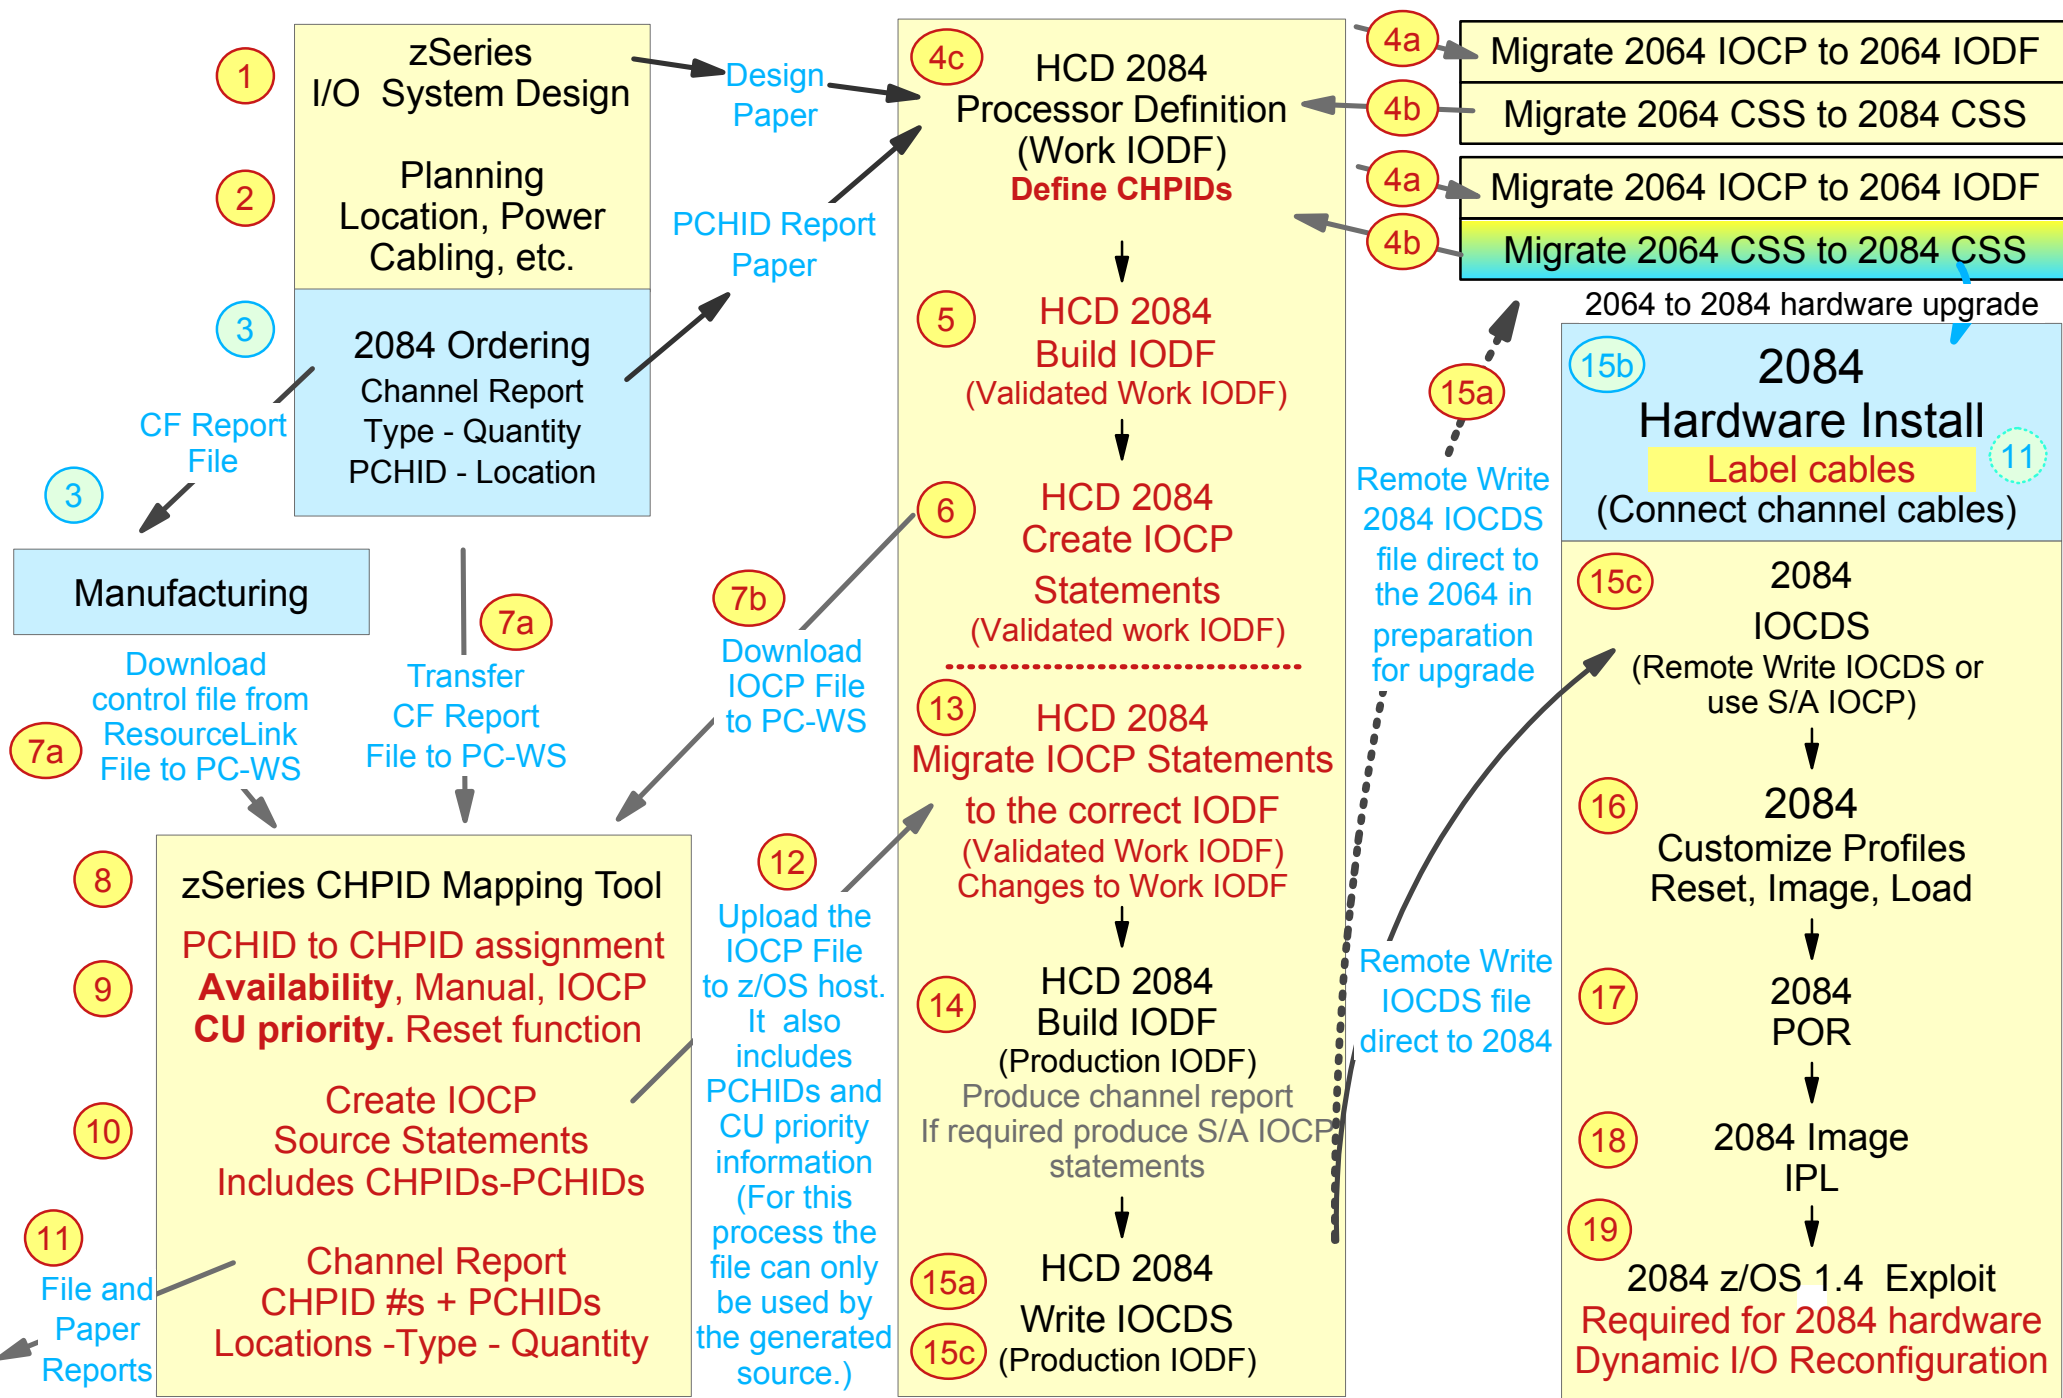 1
zSeries
I/O System Design
2
Planning
Location, Power
Cabling, etc.
3
2084 Ordering
Channel Report
Type - Quantity
PCHID - Location
Design
Paper
PCHID Report
Paper
CF Report
File
3
Manufacturing
7a
Download
control file from
ResourceLink
File to PC-WS
7a
Transfer
CF Report
File to PC-WS
7b
Download
IOCP File
to PC-WS
8
zSeries CHPID Mapping Tool
9
PCHID to CHPID assignment
Availability, Manual, IOCP
CU priority. Reset function
10
Create IOCP
Source Statements
Includes CHPIDs-PCHIDs
11
Channel Report
CHPID #s + PCHIDs
Locations -Type - Quantity
File and
Paper
Reports
12
Upload the
IOCP File
to z/OS host.
It also
includes
PCHIDs and
CU priority
information
(For this
process the
file can only
be used by
the generated
source.)
4c
HCD 2084
Processor Definition
(Work IODF)
Define CHPIDs
5
HCD 2084
Build IODF
(Validated Work IODF)
6
HCD 2084
Create IOCP
Statements
(Validated work IODF)
13
HCD 2084
Migrate IOCP Statements
to the correct IODF
(Validated Work IODF)
Changes to Work IODF
14
HCD 2084
Build IODF
(Production IODF)
Produce channel report
If required produce S/A IOCP
statements
15a
HCD 2084
Write IOCDS
15c
(Production IODF)
4a
Migrate 2064 IOCP to 2064 IODF
4b
Migrate 2064 CSS to 2084 CSS
4a
Migrate 2064 IOCP to 2064 IODF
4b
Migrate 2064 CSS to 2084 CSS
2064 to 2084 hardware upgrade
15a
Remote Write
2084 IOCDS
file direct to
the 2064 in
preparation
for upgrade
Remote Write
IOCDS file
direct to 2084
15b
2084
Hardware Install
11
Label cables
(Connect channel cables)
15c
2084
IOCDS
(Remote Write IOCDS or
use S/A IOCP)
16
2084
Customize Profiles
Reset, Image, Load
17
2084
POR
18
2084 Image
IPL
19
2084 z/OS 1.4 Exploit
Required for 2084 hardware
Dynamic I/O Reconfiguration